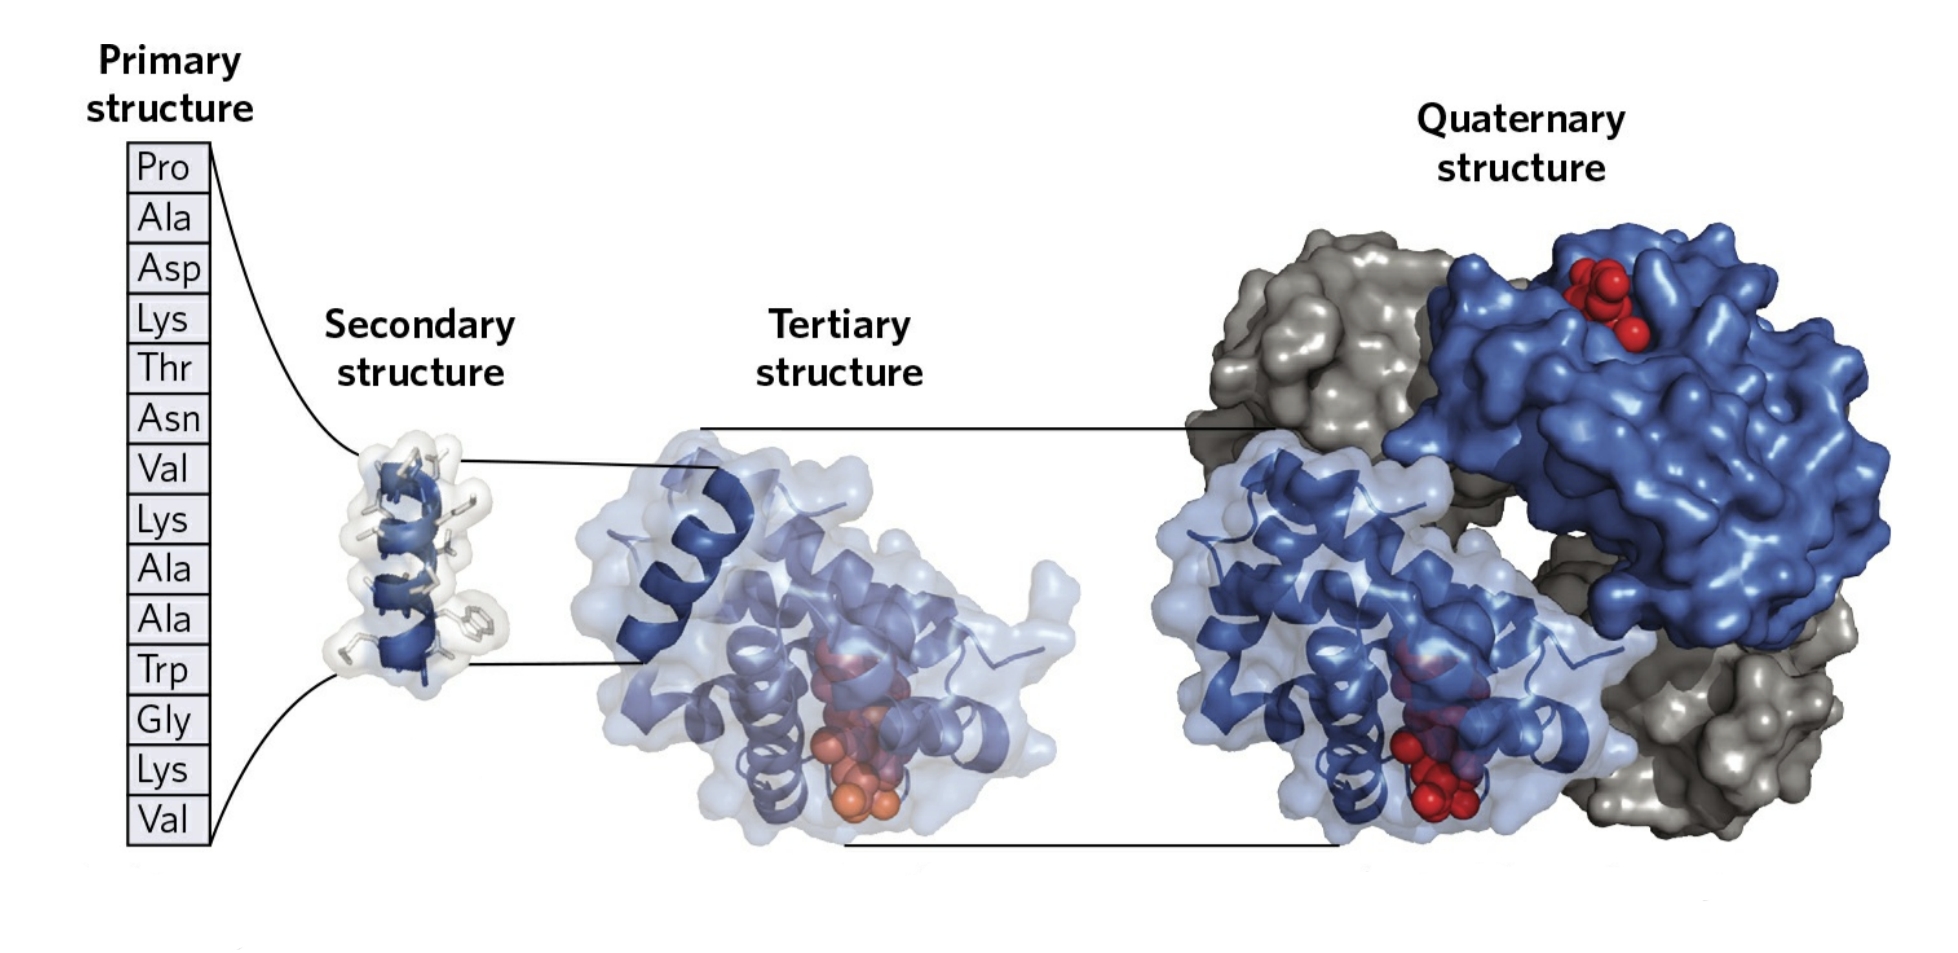 Primary
structure
Pro
Ala
Asp
Lys
Thr
Asn
Val
Lys
Ala
Ala
Trp
Gly
Lys
Val
Secondary
structure
Tertiary
structure
Quaternary
structure